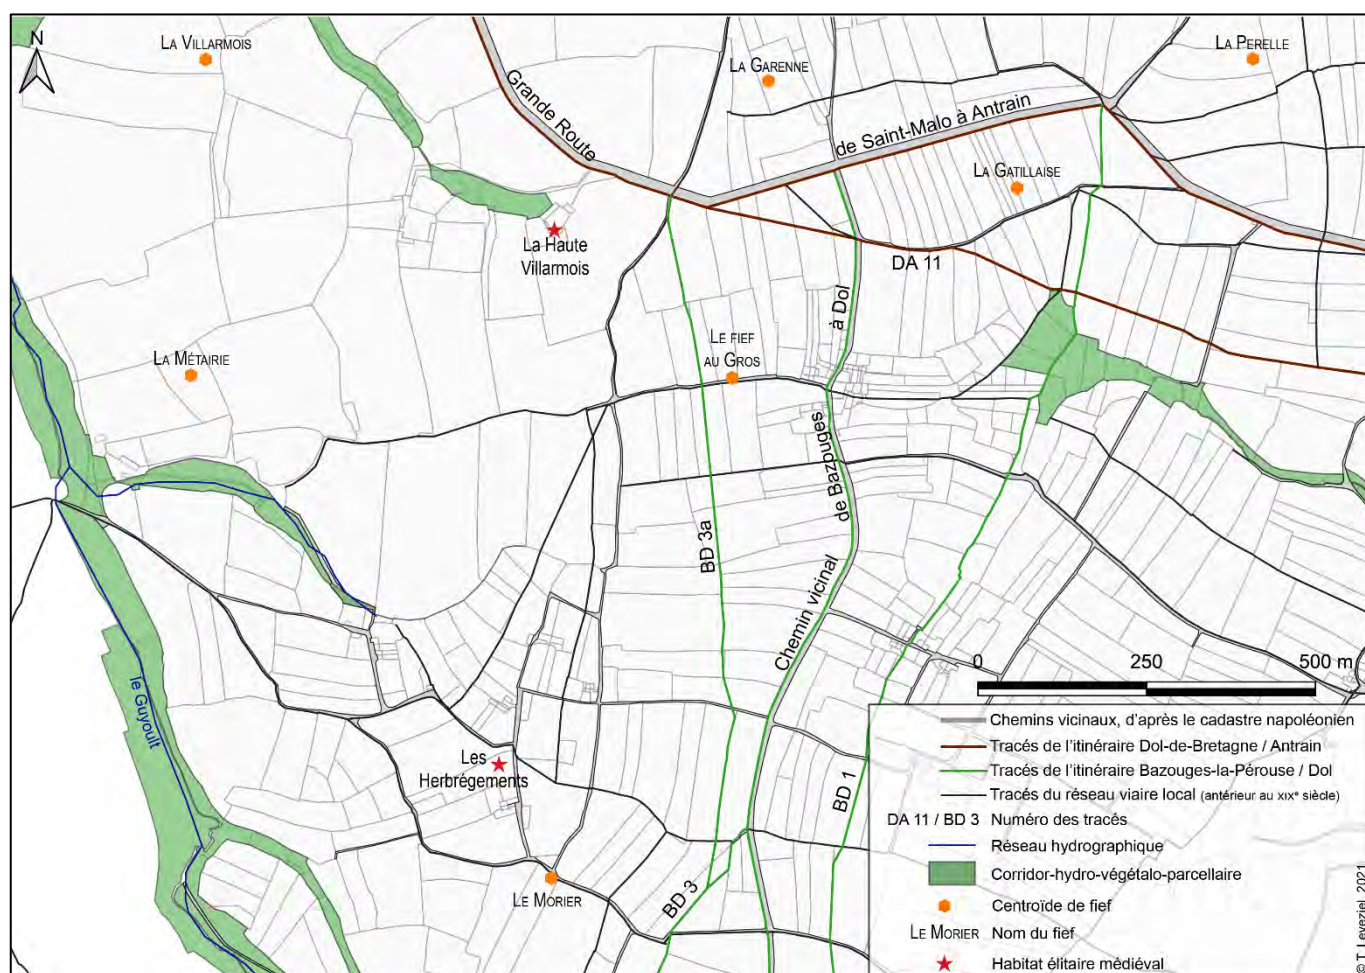 N
LA VILLARMOIS
LA GARENNE
LA PERELLE
Grande Route
de Saint-Malo à Antrain
LA GATILLAISE
La Haute
Villarmois
DA 11
à Dol
LE FIEF
AU GROS
LA MÉTAIRIE
de Bazouges
BD 3a
Chemin vicinal
le Guyoult
0 250 500 m
Les
Herbrégements
BD 1
LE MORIER
BD 3
Chemins vicinaux, d'après le cadastre napoléonien
Tracés de l'itinéraire Dol-de-Bretagne / Antrain
Tracés de l'itinéraire Bazouges-la-Pérouse / Dol
Tracés du réseau viaire local (antérieur au XIXe siècle)
DA 11 / BD 3 Numéro des tracés
Réseau hydrographique
Corridor-hydro-végétalo-parcellaire
Centroïde de fief
LE MORIER Nom du fief
Habitat élitaire médiéval
© T. Leveziel, 2021